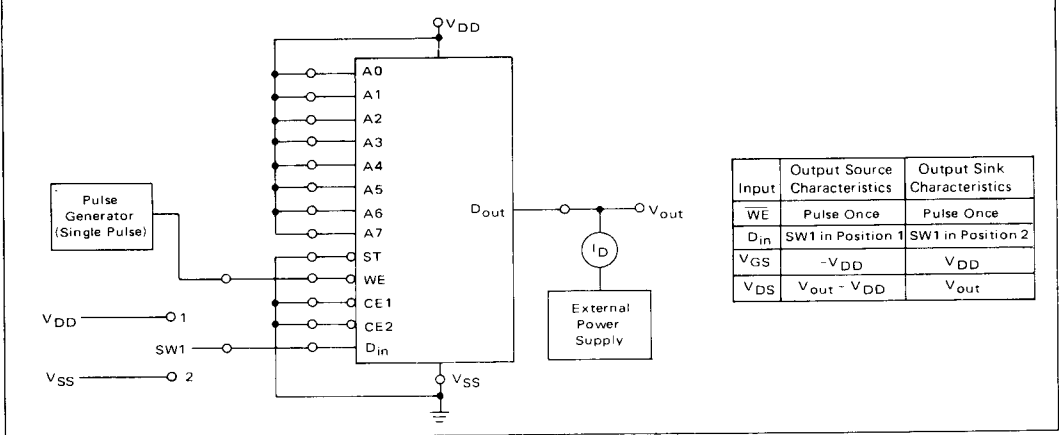 VDD
A0
A1
A2
A3
A4
A5
A6
A7
ST
WE
CE1
CE2
Din
Dout
Vout
ID
External
Power
Supply
VSS
Pulse
Generator
(Single Pulse)
VDD 1
SW1
VSS 2
Input Output Source Characteristics Output Sink Characteristics
WE Pulse Once Pulse Once
Din SW1 in Position 1 SW1 in Position 2
VGS -VDD VDD
VDS Vout - VDD Vout